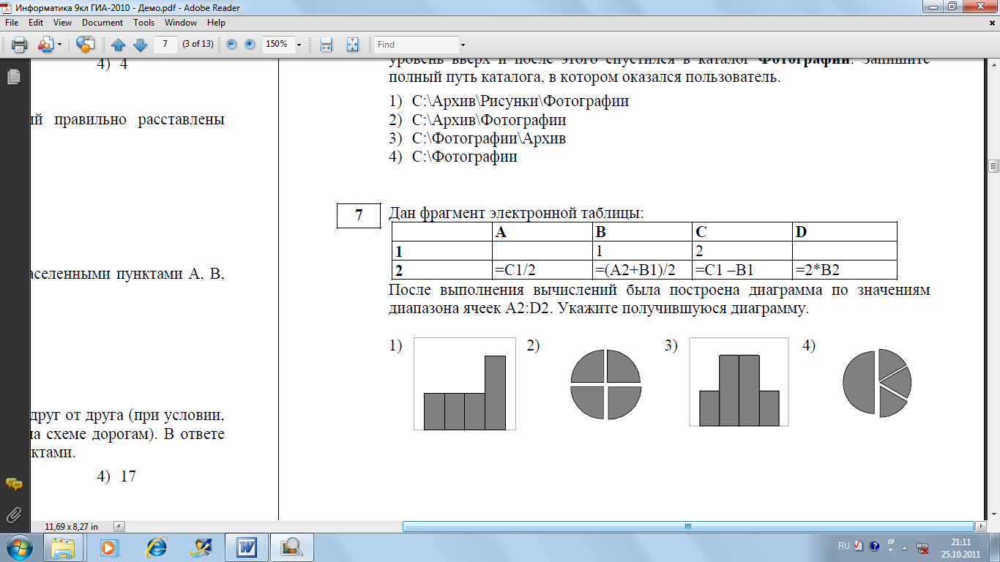 Информатика 9кл ГИА-2010 - Демо.pdf - Adobe Reader
File Edit View Document Tools Window Help
7 (3 of 13) 150% Find
4) 4
ий правильно расставлены
аселенными пунктами А, В,
друг от друга (при условии,
на схеме дорогам). В ответе
ктами.
4) 17
уровень вверх и после этого спустился в каталог Фотографии. Запишите
полный путь каталога, в котором оказался пользователь.
1) С:\Архив\Рисунки\Фотографии
2) С:\Архив\Фотографии
3) С:\Фотографии\Архив
4) С:\Фотографии
7 Дан фрагмент электронной таблицы:
A B C D
1 1 2
2 =C1/2 =(A2+B1)/2 =C1 –B1 =2*B2
После выполнения вычислений была построена диаграмма по значениям
диапазона ячеек A2:D2. Укажите получившуюся диаграмму.
1) 2) 3) 4)
11,69 x 8,27 in
RU 21:11
25.10.2011